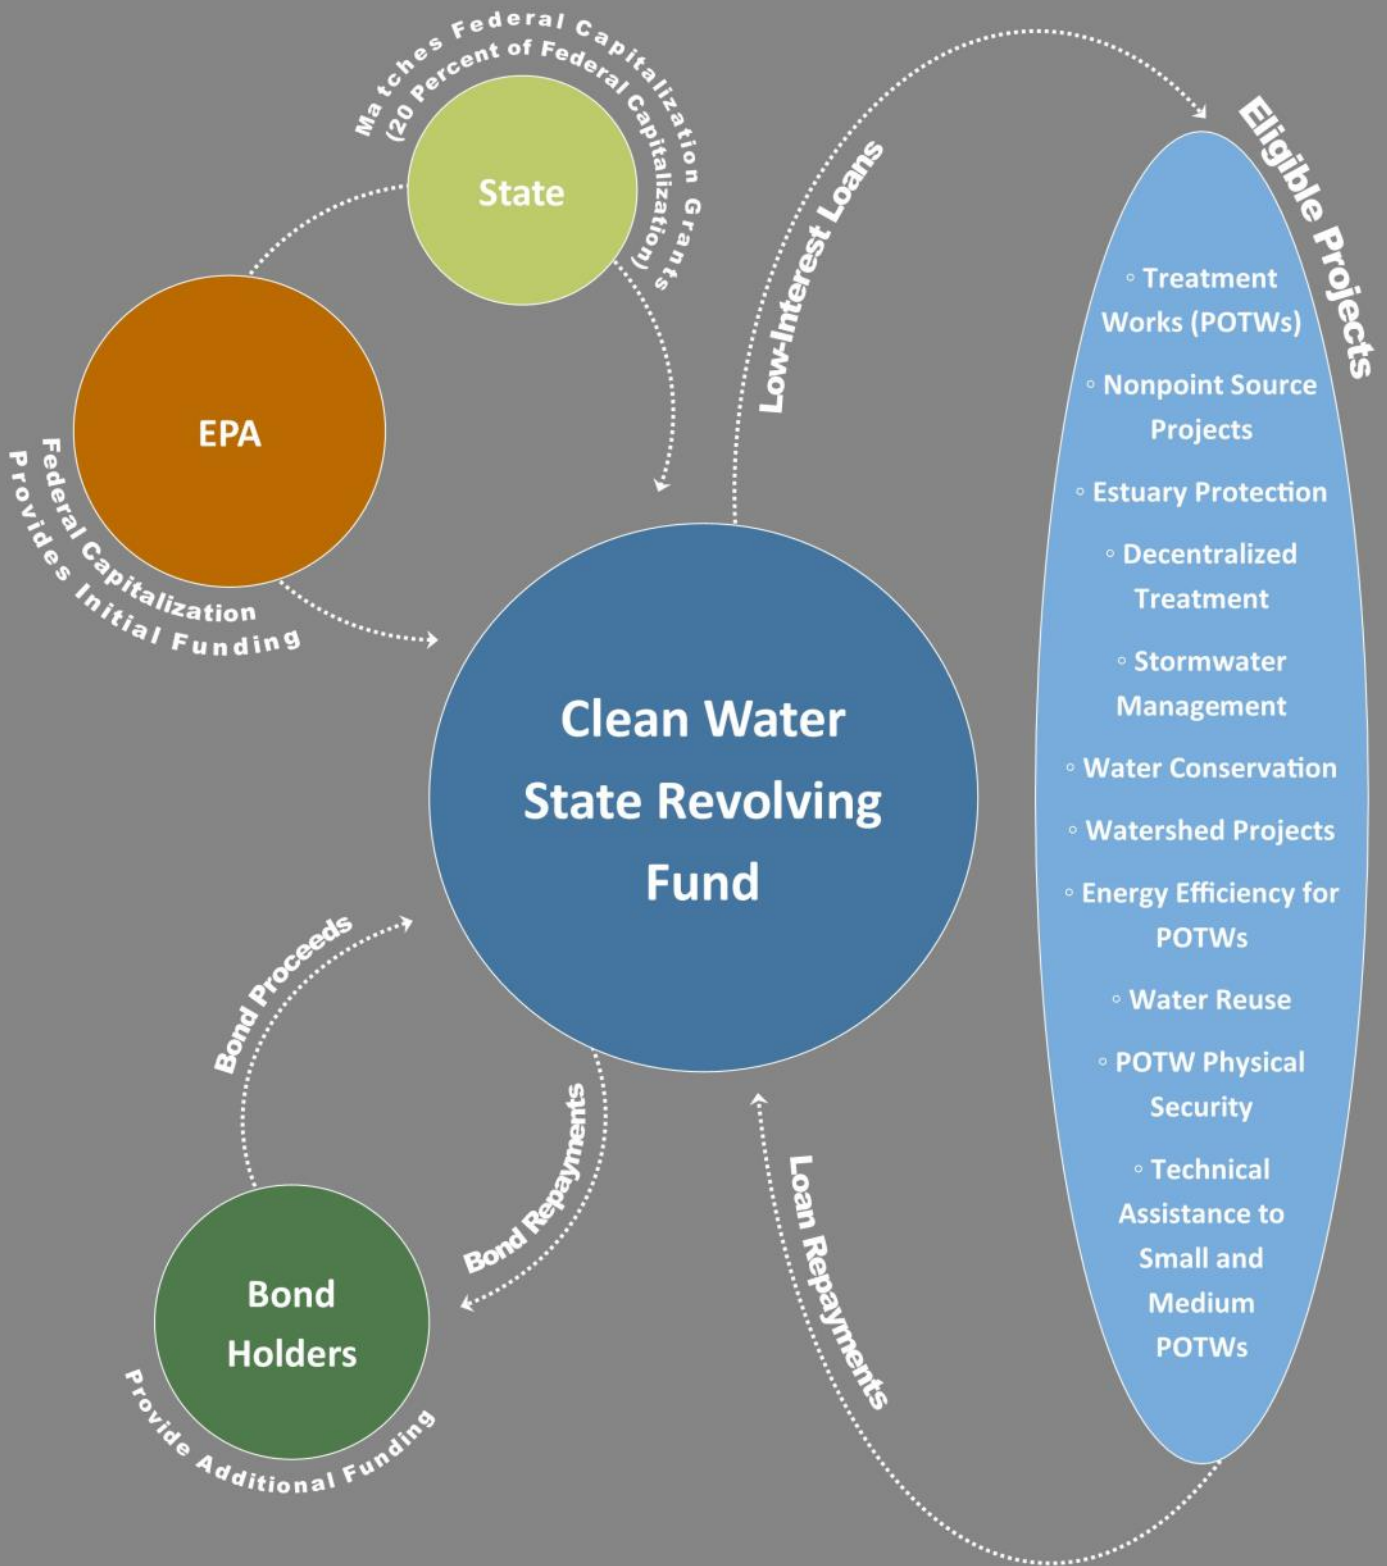 Matches Federal Capitalization Grants
(20 Percent of Federal Capitalization)
State
EPA
Federal Capitalization
Provides Initial Funding
Low-Interest Loans
Eligible Projects
◦ Treatment
Works (POTWs)
◦ Nonpoint Source
Projects
◦ Estuary Protection
◦ Decentralized
Treatment
◦ Stormwater
Management
◦ Water Conservation
◦ Watershed Projects
◦ Energy Efficiency for
POTWs
◦ Water Reuse
◦ POTW Physical
Security
◦ Technical
Assistance to
Small and
Medium
POTWs
Clean Water
State Revolving
Fund
Bond Proceeds
Bond Repayments
Loan Repayments
Bond
Holders
Provide Additional Funding